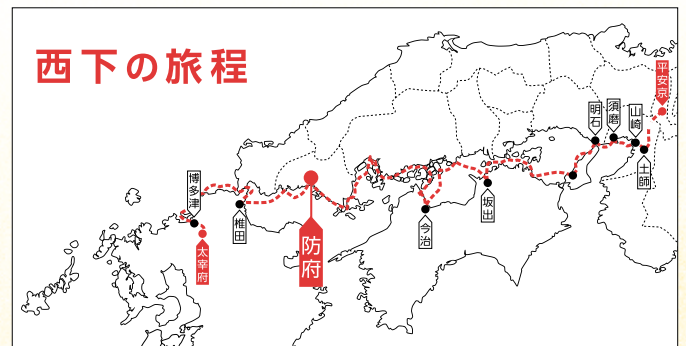 西下の旅程
平安京
須磨
明石
山崎
土師
博多津
坂出
椎田
今治
防府
太宰府